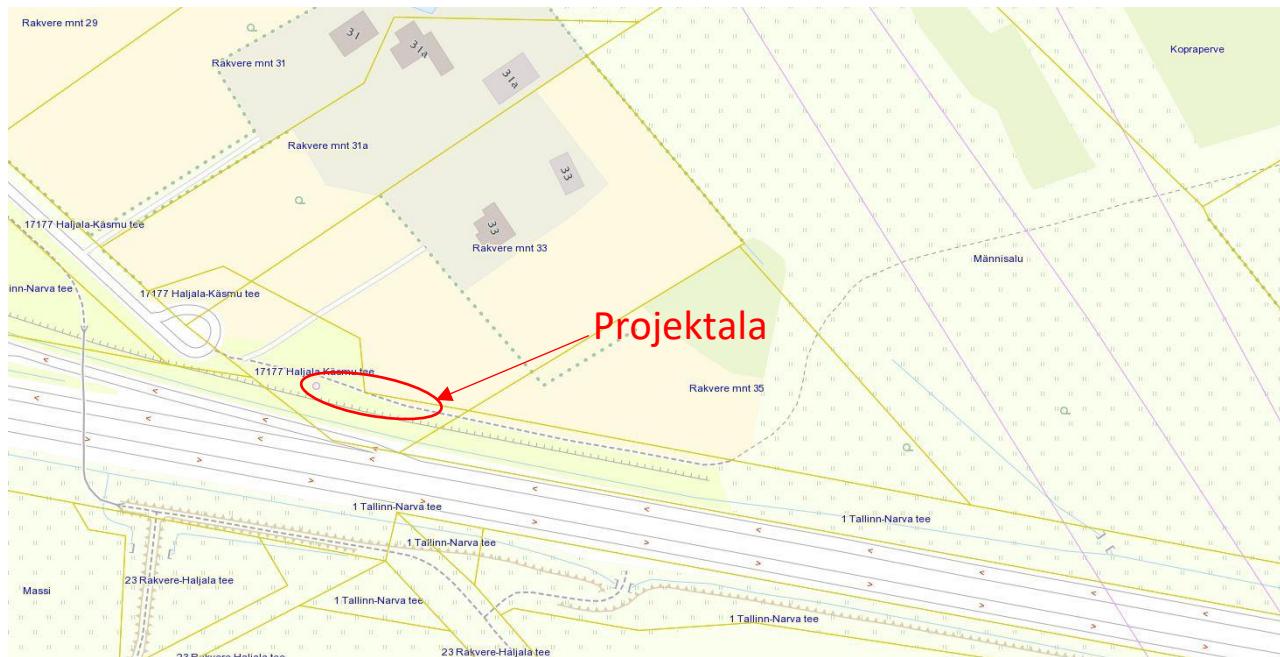 Rakvere mnt 29
31
31a
Kopraperve
Rakvere mnt 31
31a
Rakvere mnt 31a
33
17177 Haljala-Käsmu tee
33
Rakvere mnt 33
Männisalu
inn-Narva tee
17177 Haljala-Käsmu tee
Projektala
17177 Haljala-Käsmu tee
Rakvere mnt 35
1 Tallinn-Narva tee
1 Tallinn-Narva tee
1 Tallinn-Narva tee
23 Rakvere-Haljala tee
Massi
1 Tallinn-Narva tee
1 Tallinn-Narva tee
23 Rakvere-Haljala tee
23 Rakvere-Haljala tee